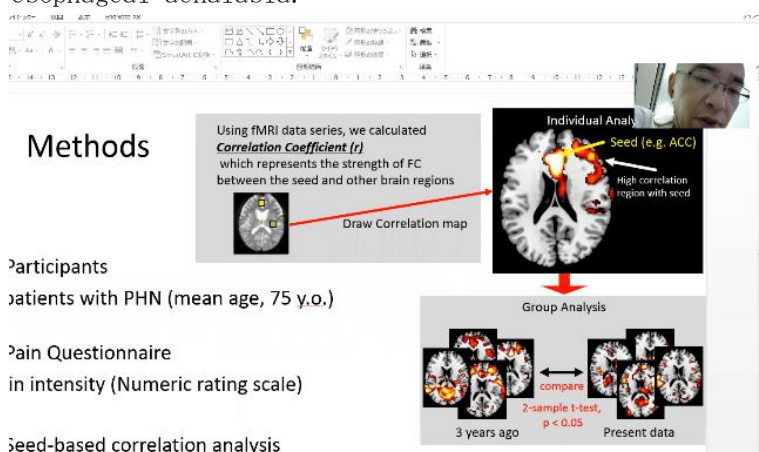 esophageal achalasia.
Methods
Using fMRI data series, we calculated
Correlation Coefficient (r)
which represents the strength of FC
between the seed and other brain regions
Draw Correlation map
Individual Analy
Seed (e.g. ACC)
High correlation
region with seed
Participants
patients with PHN (mean age, 75 y.o.)
Pain Questionnaire
in intensity (Numeric rating scale)
Seed-based correlation analysis
Group Analysis
compare
2-sample t-test,
p < 0.05
3 years ago
Present data